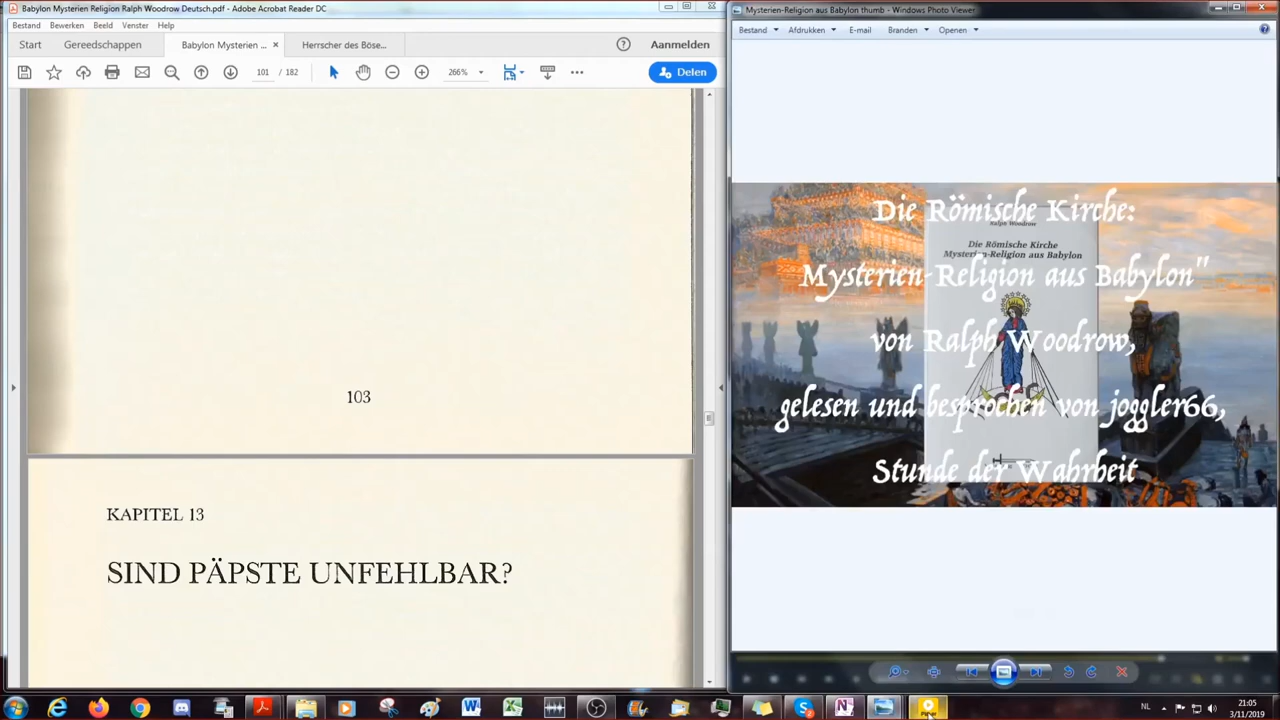 Babylon Mysterien Religion Ralph Woodrow Deutsch.pdf - Adobe Acrobat Reader DC
Bestand Bewerken Beeld Venster Help
Start Gereedschappen Babylon Mysterien ... × Herrscher des Böse... Aanmelden
101 / 182 266% Delen
103
KAPITEL 13
SIND PÄPSTE UNFEHLBAR?
Mysterien-Religion aus Babylon thumb - Windows Photo Viewer
Bestand Afdrukken E-mail Branden Openen
Die Römische Kirche:
Ralph Woodrow
Die Römische Kirche
Mysterien-Religion aus Babylon
Mysterien-Religion aus Babylon"
von Ralph Woodrow,
gelesen und besprochen von joggler66,
Stunde der Wahrheit
NL
21:05
3/11/2019